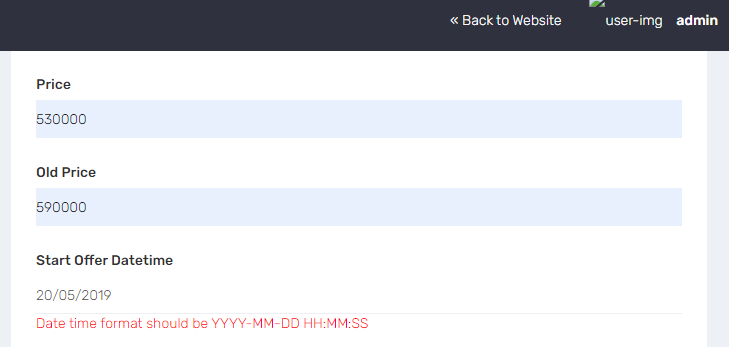 « Back to Website
user-img
admin
Price
530000
Old Price
590000
Start Offer Datetime
20/05/2019
Date time format should be YYYY-MM-DD HH:MM:SS